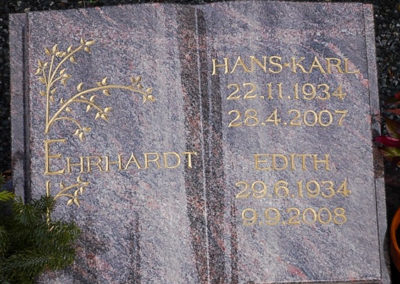 EHRHARDT
HANS-KARL
22.11.1934
28.4.2007
EDITH
29.6.1934
9.9.2008